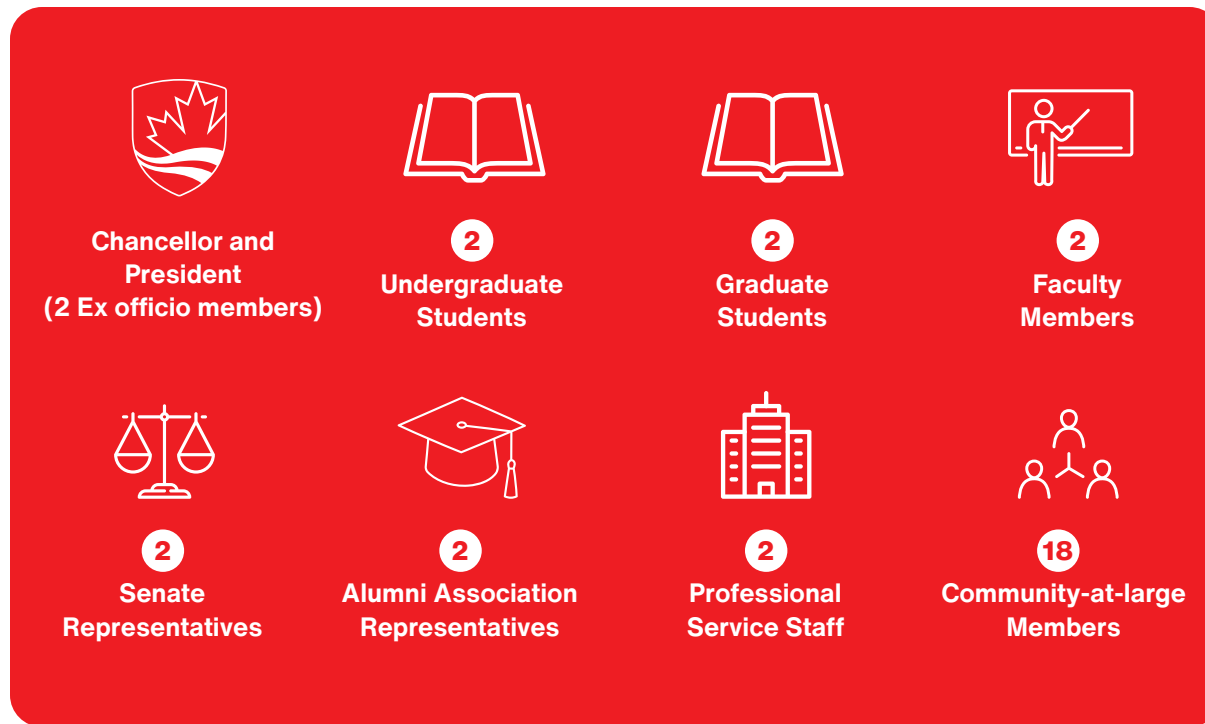 Chancellor and
President
(2 Ex officio members)
2
Undergraduate
Students
2
Graduate
Students
2
Faculty
Members
2
Senate
Representatives
2
Alumni Association
Representatives
2
Professional
Service Staff
18
Community-at-large
Members